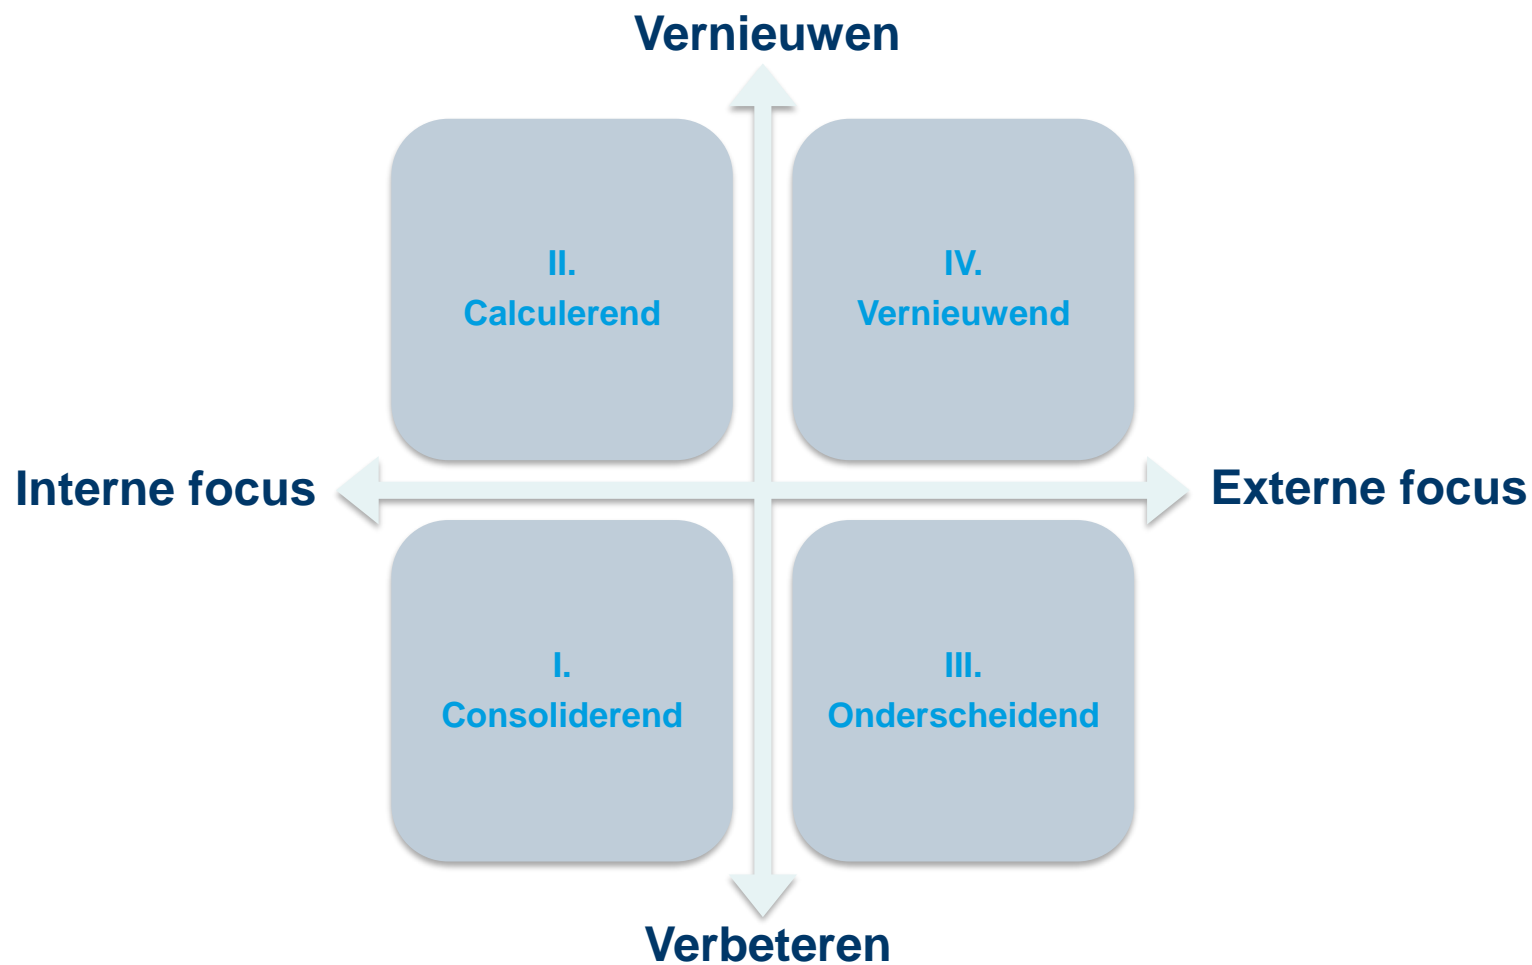 Vernieuwen
II.
Calculerend
IV.
Vernieuwend
Interne focus
Externe focus
I.
Consoliderend
III.
Onderscheidend
Verbeteren